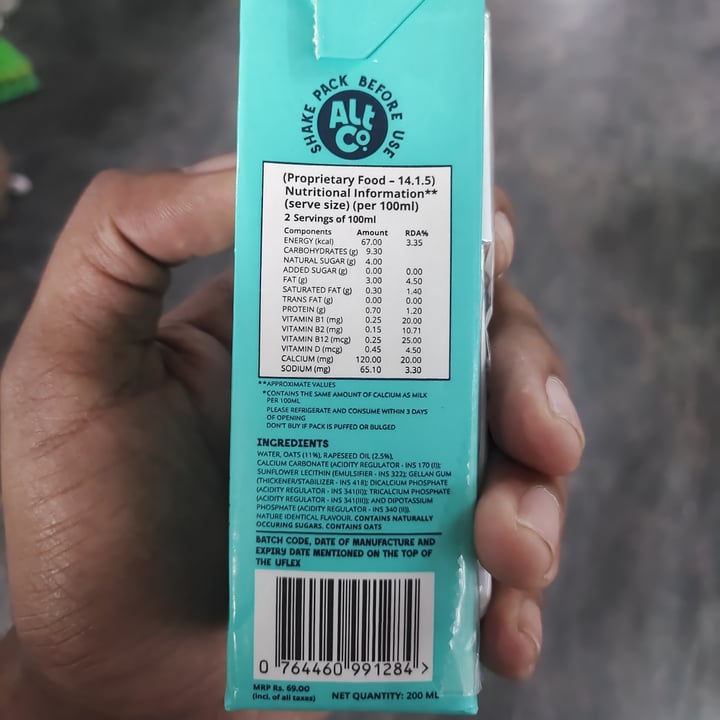 SHAKE PACK BEFORE USE
Alt
Co.
(Proprietary Food – 14.1.5)
Nutritional Information**
(serve size) (per 100ml)
2 Servings of 100ml
Components Amount RDA%
ENERGY (kcal) 67.00 3.35
CARBOHYDRATES (g) 9.30
NATURAL SUGAR (g) 4.00
ADDED SUGAR (g) 0.00 0.00
FAT (g) 3.00 4.50
SATURATED FAT (g) 0.30 1.40
TRANS FAT (g) 0.00 0.00
PROTEIN (g) 0.70 1.20
VITAMIN B1 (mg) 0.25 20.00
VITAMIN B2 (mg) 0.15 10.71
VITAMIN B12 (mcg) 0.25 25.00
VITAMIN D (mcg) 0.45 4.50
CALCIUM (mg) 120.00 20.00
SODIUM (mg) 65.10 3.30
**APPROXIMATE VALUES
*CONTAINS THE SAME AMOUNT OF CALCIUM AS MILK
PER 100ML
PLEASE REFRIGERATE AND CONSUME WITHIN 3 DAYS
OF OPENING
DON'T BUY IF PACK IS PUFFED OR BULGED
INGREDIENTS
WATER, OATS (11%), RAPESEED OIL (2.5%),
CALCIUM CARBONATE (ACIDITY REGULATOR - INS 170 (I));
SUNFLOWER LECITHIN (EMULSIFIER - INS 322); GELLAN GUM
(THICKENER/STABILIZER - INS 418); DICALCIUM PHOSPHATE
(ACIDITY REGULATOR - INS 341(II)); TRICALCIUM PHOSPHATE
(ACIDITY REGULATOR - INS 341(III)); AND DIPOTASSIUM
PHOSPHATE (ACIDITY REGULATOR - INS 340 (II)).
NATURE IDENTICAL FLAVOUR. CONTAINS NATURALLY
OCCURING SUGARS. CONTAINS OATS
BATCH CODE, DATE OF MANUFACTURE AND
EXPIRY DATE MENTIONED ON THE TOP OF
THE UFLEX
0 764460 991284 >
MRP Rs. 69.00
(incl. of all taxes)
NET QUANTITY: 200 ML